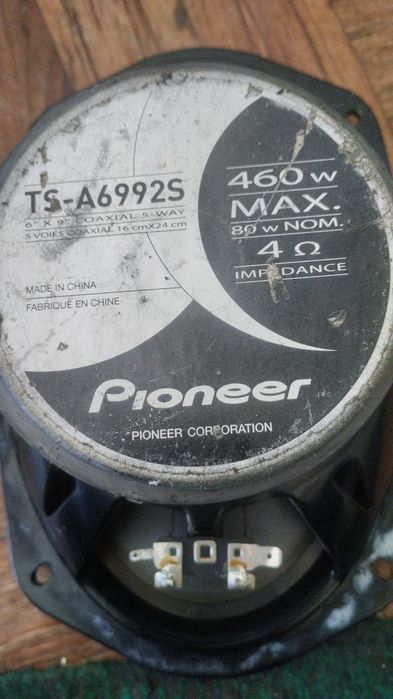 TS-A6992S
6" X 9" COAXIAL 5-WAY
5 VOIES COAXIAL 16 cmX24 cm
460 W
MAX.
80 W NOM.
4 Ω
IMPEDANCE
MADE IN CHINA
FABRIQUÉ EN CHINE
Pioneer
PIONEER CORPORATION